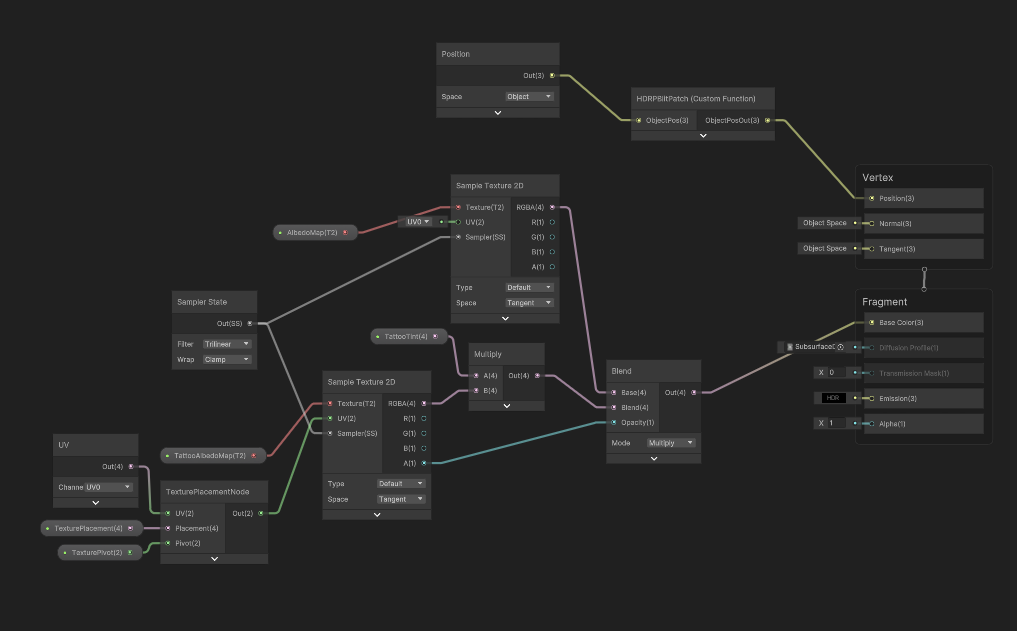 Position
Out(3)
Space
Object
HDRPBlitPatch (Custom Function)
ObjectPos(3)
ObjectPosOut(3)
Vertex
Position(3)
Object Space
Normal(3)
Object Space
Tangent(3)
Sample Texture 2D
Texture(T2)
RGBA(4)
UV0
UV(2)
R(1)
Sampler(SS)
G(1)
B(1)
A(1)
Type
Default
Space
Tangent
AlbedoMap(T2)
Sampler State
Out(SS)
Filter
Trilinear
Wrap
Clamp
TattooTint(4)
Multiply
A(4)
Out(4)
B(4)
Sample Texture 2D
Texture(T2)
RGBA(4)
UV(2)
R(1)
Sampler(SS)
G(1)
B(1)
A(1)
Type
Default
Space
Tangent
Blend
Base(4)
Out(4)
Blend(4)
Opacity(1)
Mode
Multiply
Fragment
Base Color(3)
Diffusion Profile(1)
X 0
Transmission Mask(1)
HDR
Emission(3)
X 1
Alpha(1)
UV
Out(4)
Channe
UV0
TattooAlbedoMap(T2)
TexturePlacementNode
UV(2)
Out(2)
Placement(4)
Pivot(2)
TexturePlacement(4)
TexturePivot(2)